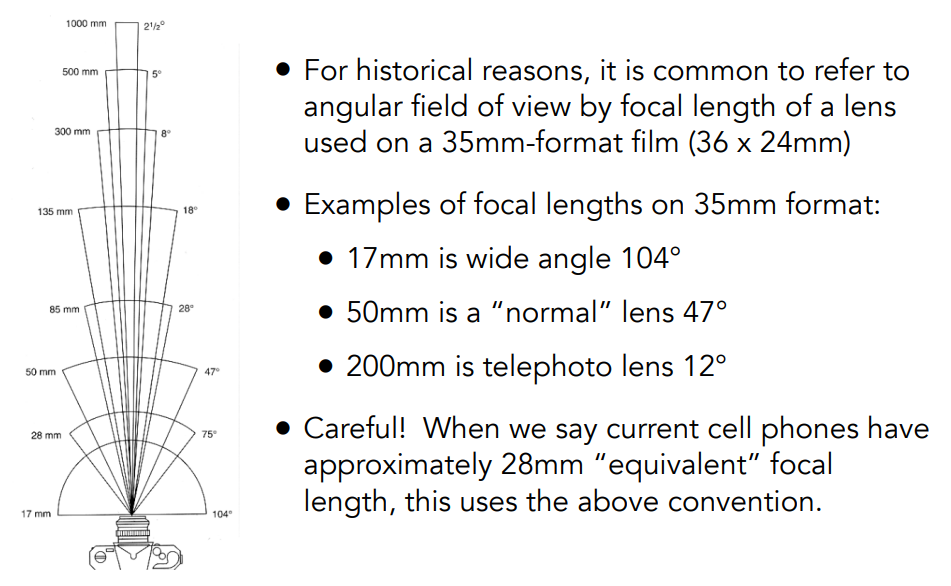 1000 mm 2½°
500 mm 5°
300 mm 8°
135 mm 18°
85 mm 28°
50 mm 47°
28 mm 75°
17 mm 104°
• For historical reasons, it is common to refer to
angular field of view by focal length of a lens
used on a 35mm-format film (36 x 24mm)
• Examples of focal lengths on 35mm format:
• 17mm is wide angle 104°
• 50mm is a “normal” lens 47°
• 200mm is telephoto lens 12°
• Careful! When we say current cell phones have
approximately 28mm “equivalent” focal
length, this uses the above convention.